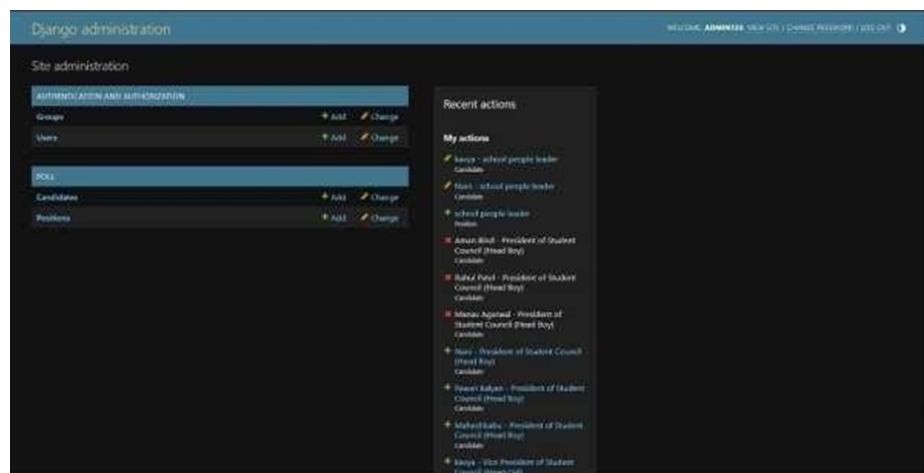 Django administration
WELCOME, ADMIN123. VIEW SITE / CHANGE PASSWORD / LOG OUT
Site administration
AUTHENTICATION AND AUTHORIZATION
Groups + Add Change
Users + Add Change
POLL
Candidates + Add Change
Positions + Add Change
Recent actions
My actions
kavya - school people leader
Candidate
Nani - school people leader
Candidate
+ school people leader
Position
Aman - President of Student
Council (Head Boy)
Candidate
Rahul Patel - President of Student
Council (Head Boy)
Candidate
Manav Agarwal - President of
Student Council (Head Boy)
Candidate
+ Nani - President of Student Council
(Head Boy)
Candidate
+ Pawan Kalyan - President of Student
Council (Head Boy)
Candidate
+ Maheshbabu - President of Student
Council (Head Boy)
Candidate
+ kavya - Vice President of Student
Council (Head Girl)